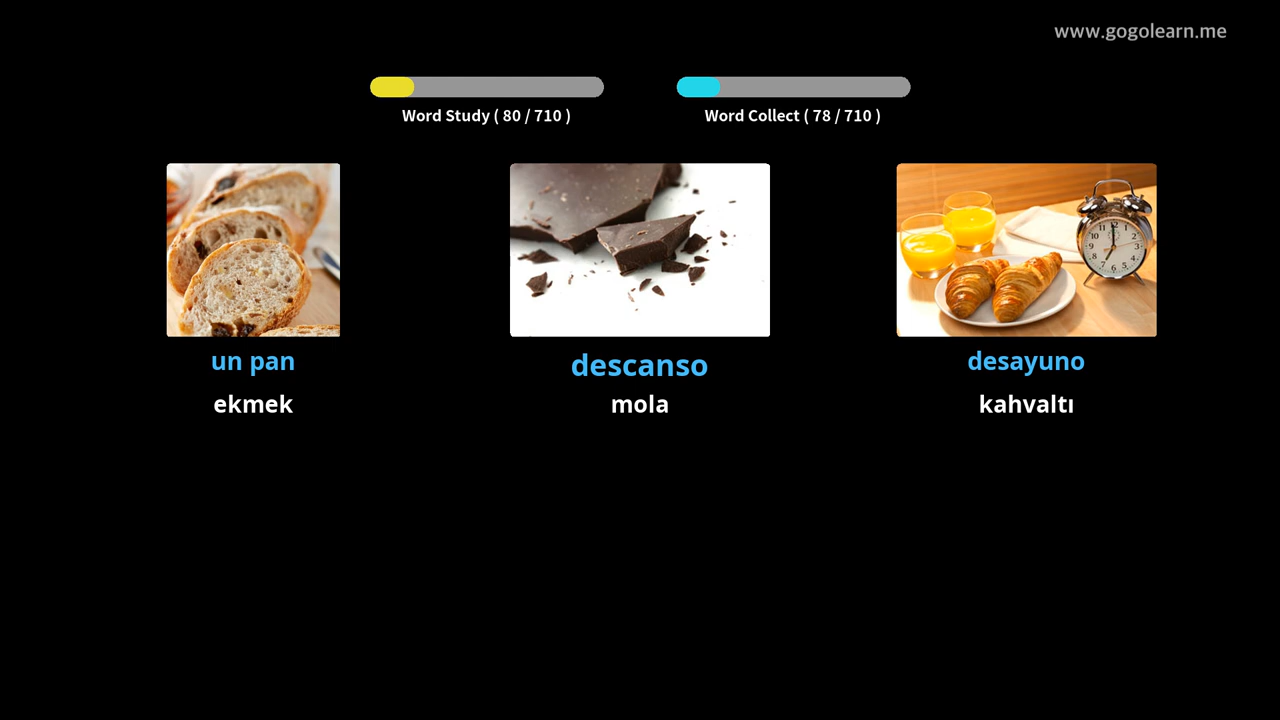 www.gogolearn.me
Word Study ( 80 / 710 )
Word Collect ( 78 / 710 )
un pan
descanso
desayuno
ekmek
mola
kahvaltı